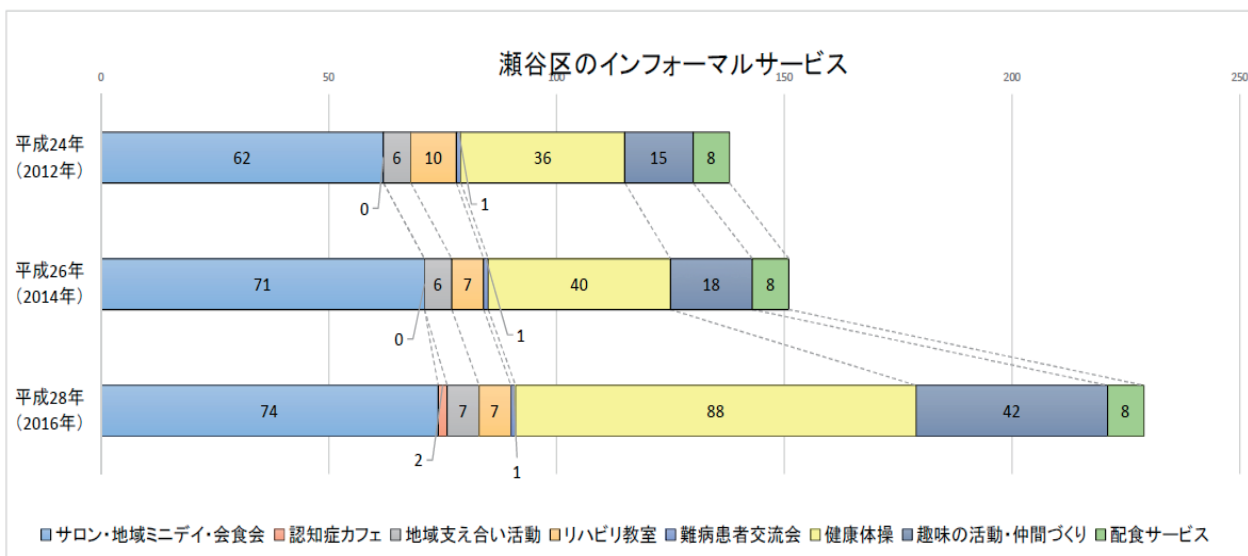 瀬谷区のインフォーマルサービス
0 50 100 150 200 250
平成24年
（2012年）
62 6 10 36 15 8
0 1
平成26年
（2014年）
71 6 7 40 18 8
0 1
平成28年
（2016年）
74 7 7 88 42 8
2 1
サロン・地域ミニデイ・会食会 認知症カフェ 地域支え合い活動 リハビリ教室 難病患者交流会 健康体操 趣味の活動・仲間づくり 配食サービス